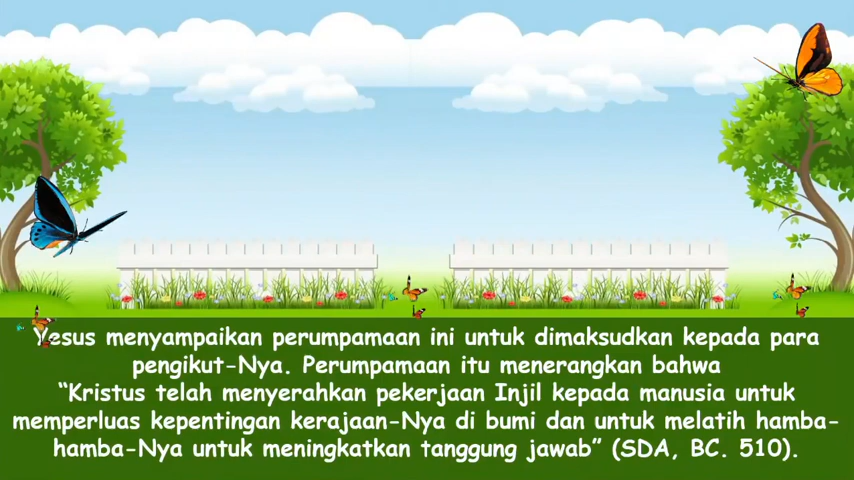 Yesus menyampaikan perumpamaan ini untuk dimaksudkan kepada para
pengikut-Nya. Perumpamaan itu menerangkan bahwa
“Kristus telah menyerahkan pekerjaan Injil kepada manusia untuk
memperluas kepentingan kerajaan-Nya di bumi dan untuk melatih hamba-
hamba-Nya untuk meningkatkan tanggung jawab” (SDA, BC. 510).